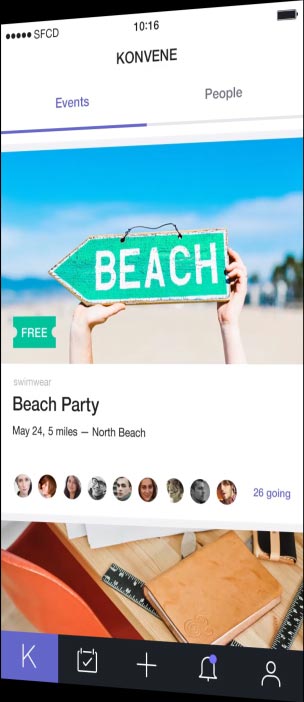 SFCD 10:16
KONVENE
Events People
BEACH
FREE
swimwear
Beach Party
May 24, 5 miles — North Beach
26 going
K